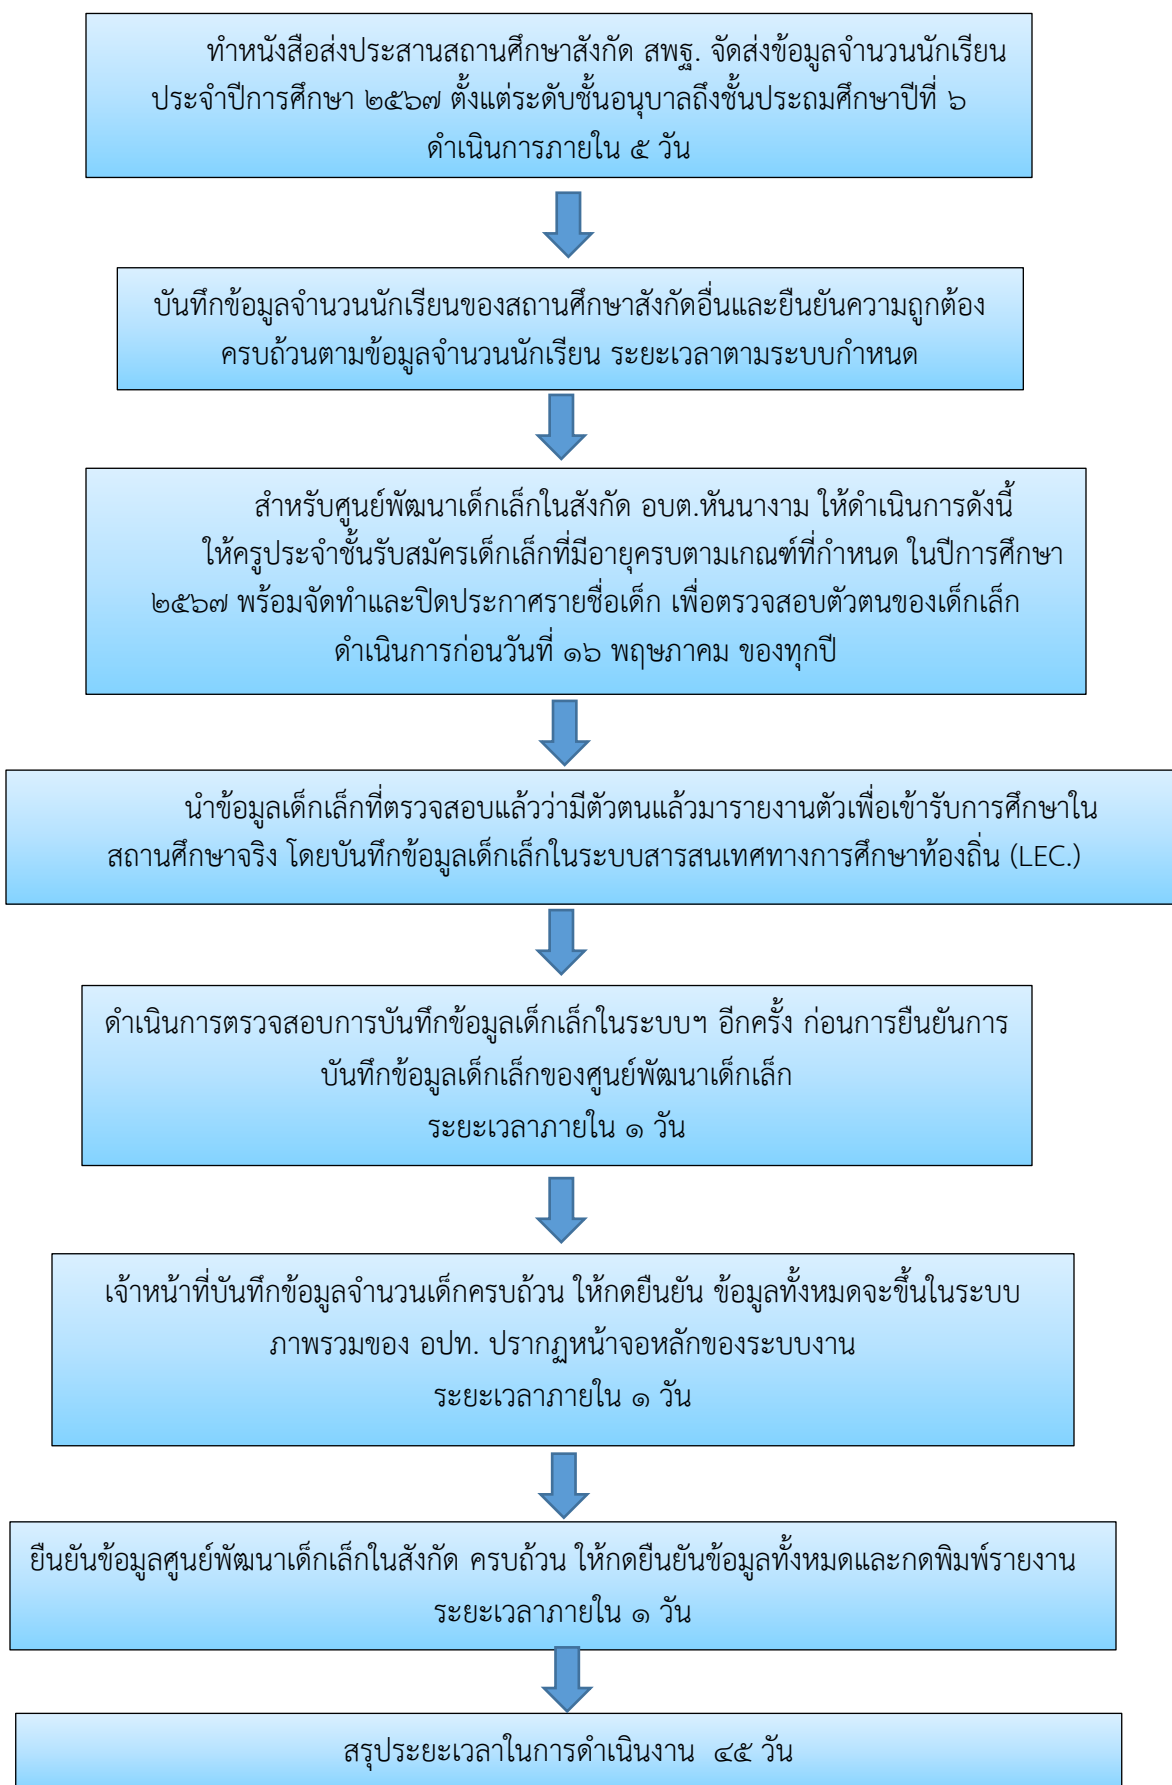 ทำหนังสือส่งประสานสถานศึกษาสังกัด สพฐ. จัดส่งข้อมูลจำนวนนักเรียน
ประจำปีการศึกษา ๒๕๖๗ ตั้งแต่ระดับชั้นอนุบาลถึงชั้นประถมศึกษาปีที่ ๖
ดำเนินการภายใน ๕ วัน
บันทึกข้อมูลจำนวนนักเรียนของสถานศึกษาสังกัดอื่นและยืนยันความถูกต้อง
ครบถ้วนตามข้อมูลจำนวนนักเรียน ระยะเวลาตามระบบกำหนด
สำหรับศูนย์พัฒนาเด็กเล็กในสังกัด อบต.หันนางาม ให้ดำเนินการดังนี้
ให้ครูประจำชั้นรับสมัครเด็กเล็กที่มีอายุครบตามเกณฑ์ที่กำหนด ในปีการศึกษา
๒๕๖๗ พร้อมจัดทำและปิดประกาศรายชื่อเด็ก เพื่อตรวจสอบตัวตนของเด็กเล็ก
ดำเนินการก่อนวันที่ ๑๖ พฤษภาคม ของทุกปี
นำข้อมูลเด็กเล็กที่ตรวจสอบแล้วว่ามีตัวตนแล้วมารายงานตัวเพื่อเข้ารับการศึกษาใน
สถานศึกษาจริง โดยบันทึกข้อมูลเด็กเล็กในระบบสารสนเทศทางการศึกษาท้องถิ่น (LEC.)
ดำเนินการตรวจสอบการบันทึกข้อมูลเด็กเล็กในระบบฯ อีกครั้ง ก่อนการยืนยันการ
บันทึกข้อมูลเด็กเล็กของศูนย์พัฒนาเด็กเล็ก
ระยะเวลาภายใน ๑ วัน
เจ้าหน้าที่บันทึกข้อมูลจำนวนเด็กครบถ้วน ให้กดยืนยัน ข้อมูลทั้งหมดจะขึ้นในระบบ
ภาพรวมของ อปท. ปรากฏหน้าจอหลักของระบบงาน
ระยะเวลาภายใน ๑ วัน
ยืนยันข้อมูลศูนย์พัฒนาเด็กเล็กในสังกัด ครบถ้วน ให้กดยืนยันข้อมูลทั้งหมดและกดพิมพ์รายงาน
ระยะเวลาภายใน ๑ วัน
สรุประยะเวลาในการดำเนินงาน ๔๕ วัน